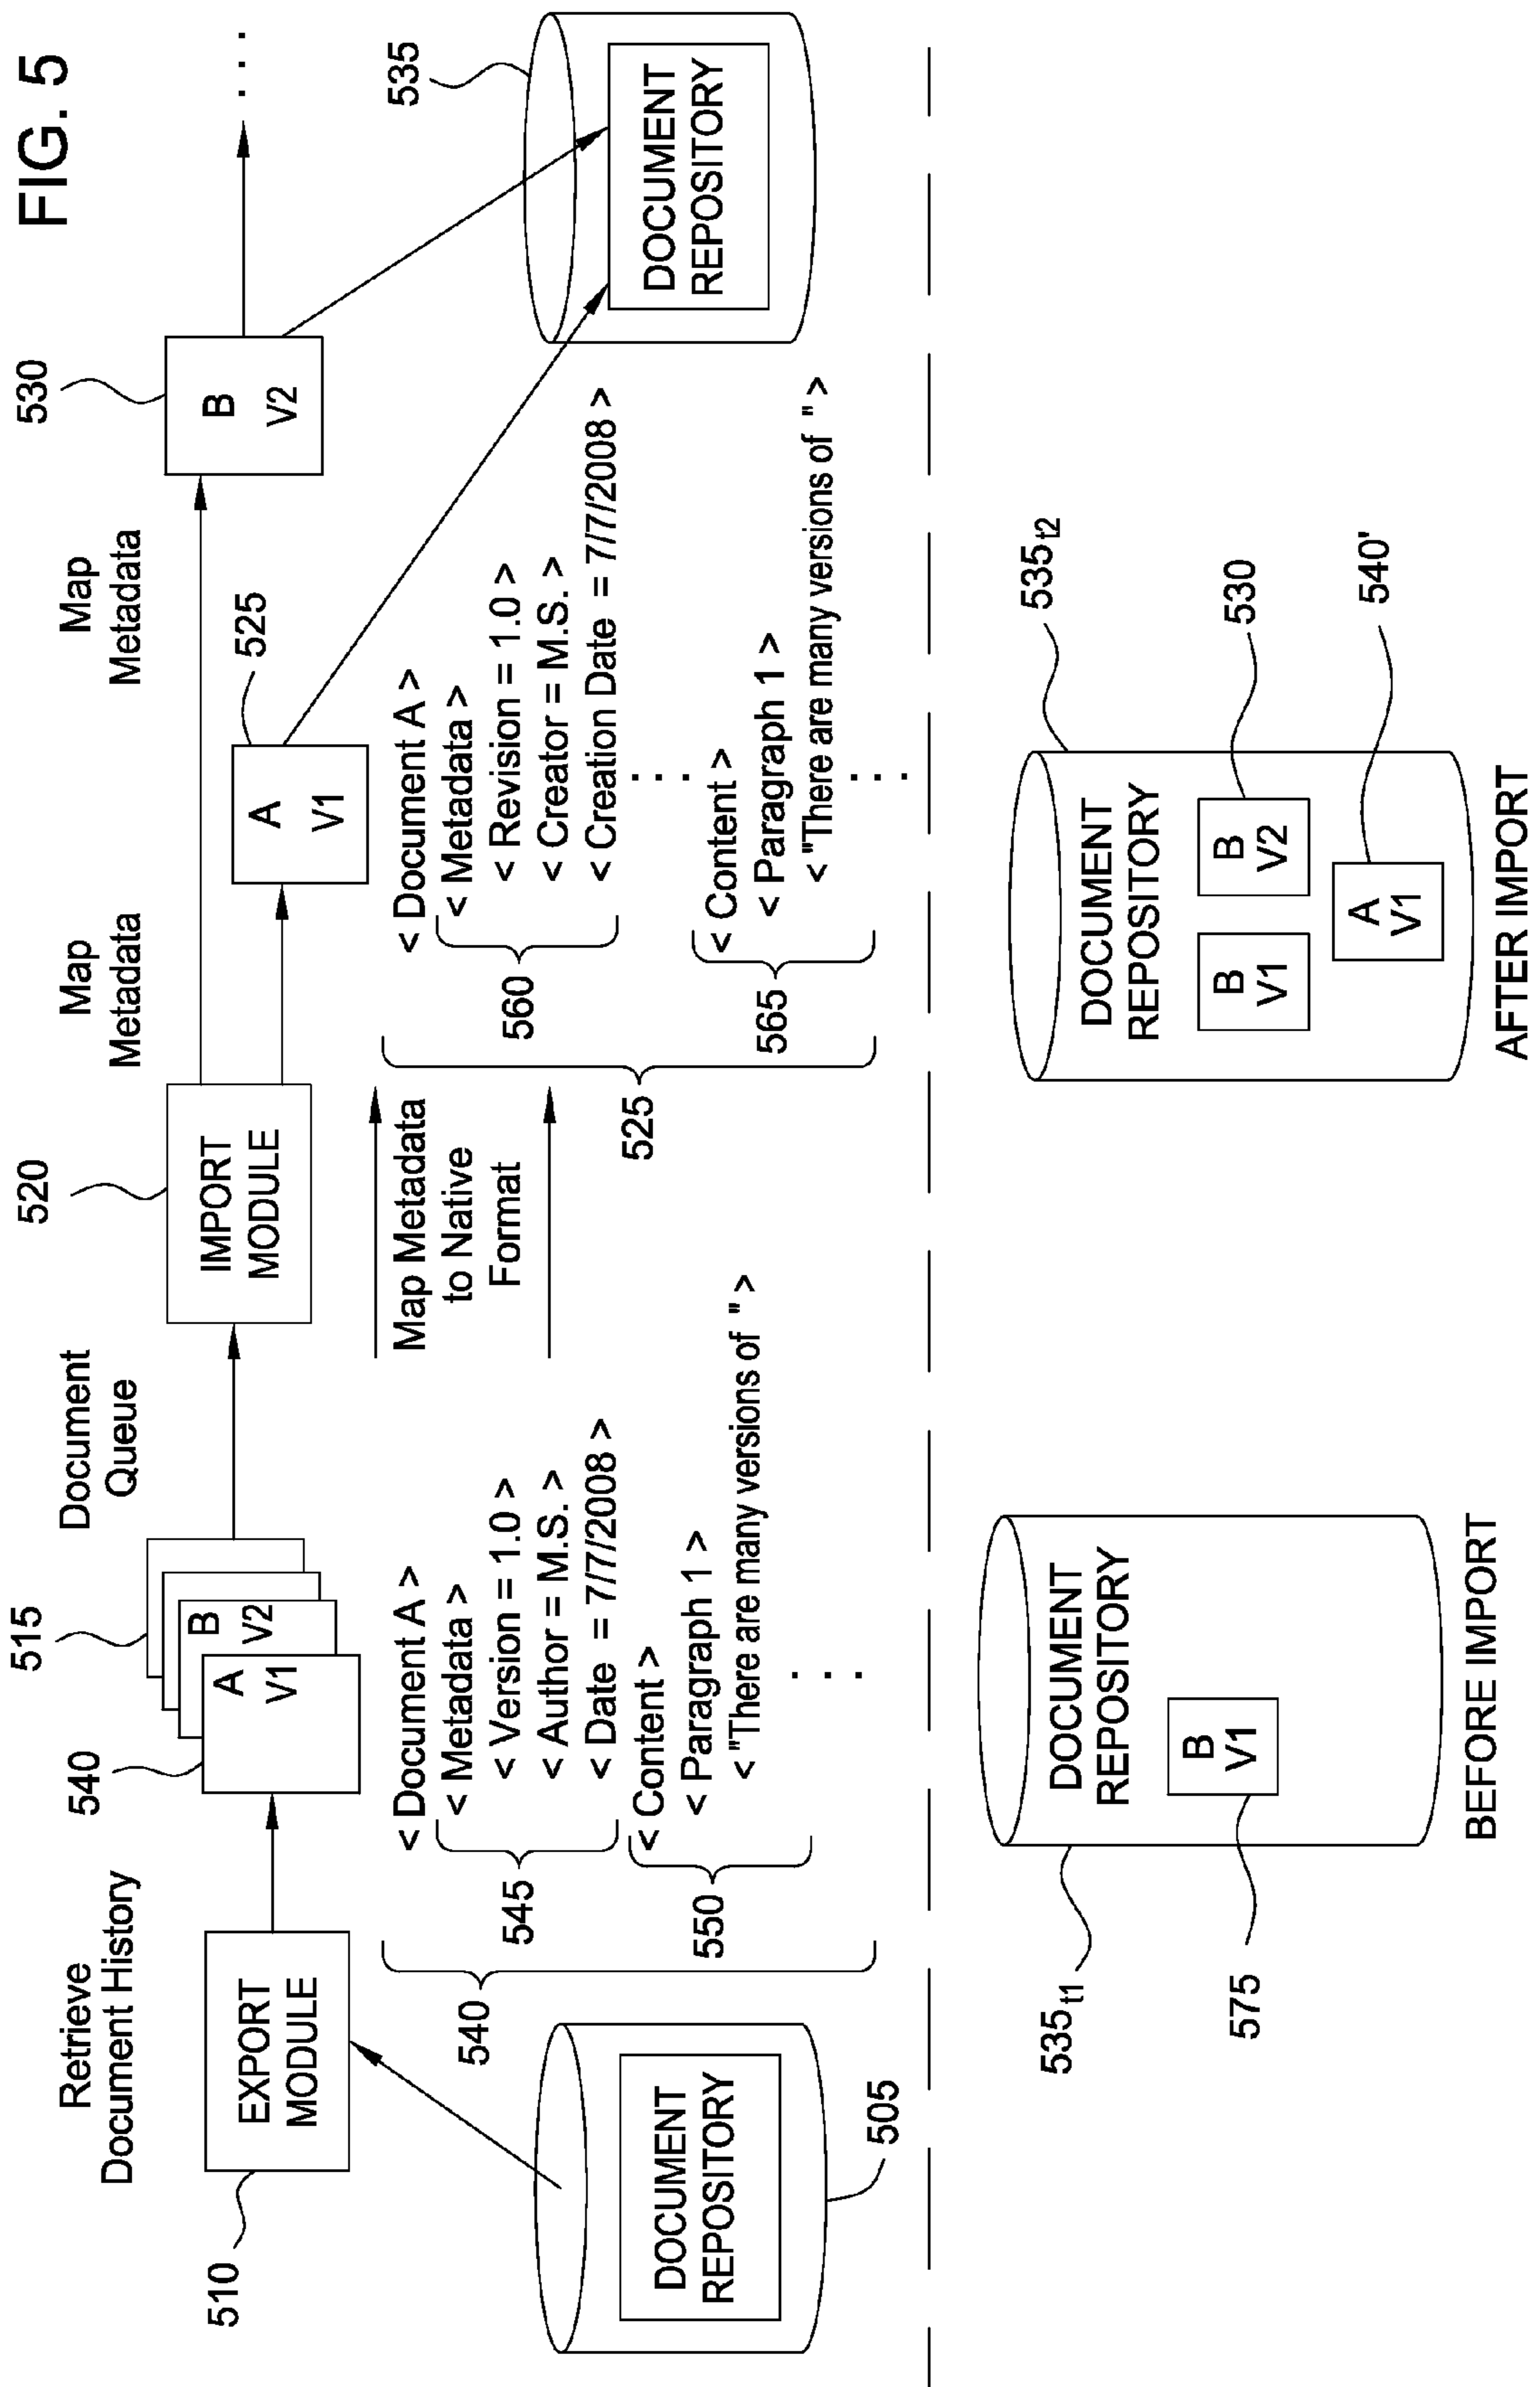 FIG. 5
Retrieve
Document History
510
EXPORT
MODULE
DOCUMENT
REPOSITORY
505
515
540
A
V1
B
V2
Document
Queue
520
IMPORT
MODULE
Map
Metadata
Map
Metadata
525
A
V1
530
B
V2
. . .
535
DOCUMENT
REPOSITORY
540
< Document A >
545
< Metadata >
< Version = 1.0 >
< Author = M.S. >
< Date = 7/7/2008 >
550
< Content >
< Paragraph 1 >
< "There are many versions of " >
. . .
Map Metadata
to Native
Format
525
< Document A >
560
< Metadata >
< Revision = 1.0 >
< Creator = M.S. >
< Creation Date = 7/7/2008 >
. . .
565
< Content >
< Paragraph 1 >
< "There are many versions of " >
. . .
535t1
DOCUMENT
REPOSITORY
575
B
V1
BEFORE IMPORT
535t2
DOCUMENT
REPOSITORY
B
V1
B
V2
530
A
V1
540'
AFTER IMPORT